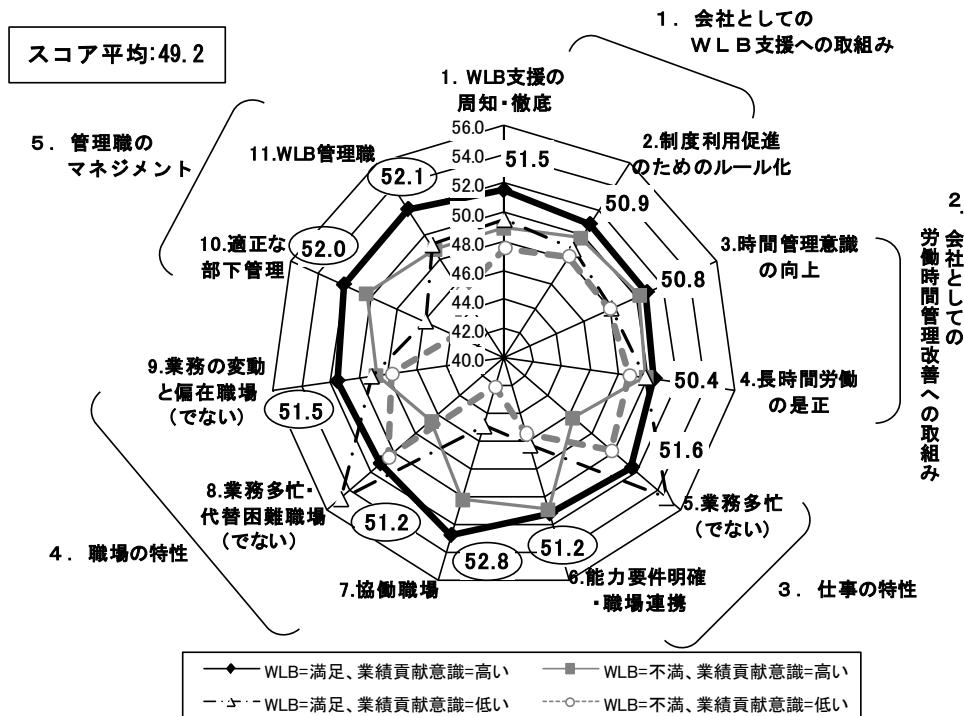 スコア平均:49.2
1．会社としての
ＷＬＢ支援への取組み
1. WLB支援の
周知・徹底
56.0
54.0
52.0
50.0
48.0
46.0
44.0
42.0
40.0
51.5
2.制度利用促進
のためのルール化
50.9
2．会社としての
労働時間管理改善への取組み
3.時間管理意識
の向上
50.8
4.長時間労働
の是正
50.4
5.業務多忙
（でない）
51.6
3．仕事の特性
6.能力要件明確
・職場連携
51.2
7.協働職場
52.8
4．職場の特性
8.業務多忙・
代替困難職場
（でない）
51.2
9.業務の変動
と偏在職場
（でない）
51.5
5．管理職の
マネジメント
10.適正な
部下管理
52.0
11.WLB管理職
52.1
WLB=満足、業績貢献意識=高い
WLB=不満、業績貢献意識=高い
WLB=満足、業績貢献意識=低い
WLB=不満、業績貢献意識=低い